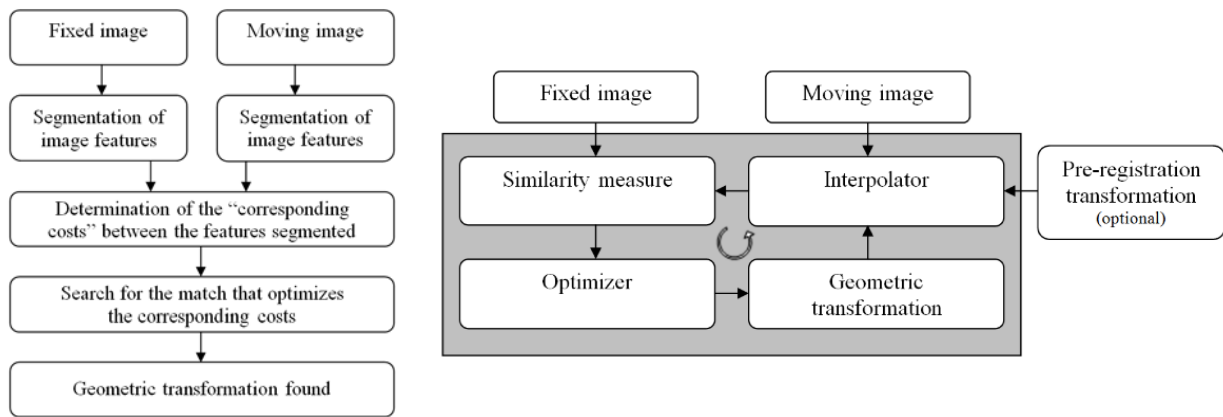 Fixed image
Moving image
Segmentation of
image features
Segmentation of
image features
Determination of the “corresponding
costs” between the features segmented
Search for the match that optimizes
the corresponding costs
Geometric transformation found
Fixed image
Moving image
Similarity measure
Interpolator
Pre-registration
transformation
(optional)
Optimizer
Geometric
transformation